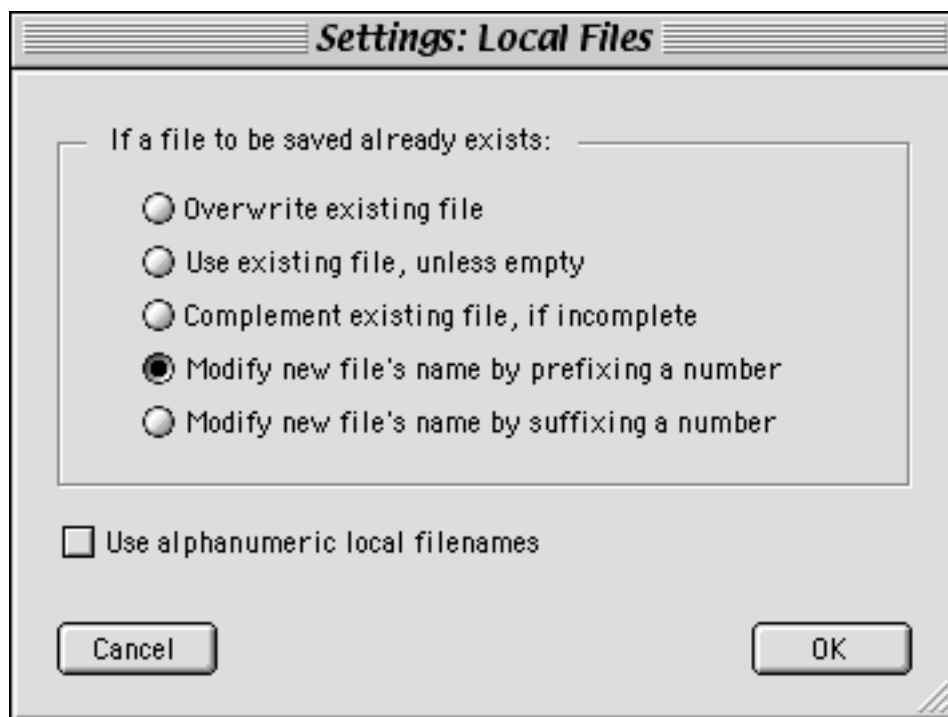 Settings: Local Files
If a file to be saved already exists:
Overwrite existing file
Use existing file, unless empty
Complement existing file, if incomplete
Modify new file's name by prefixing a number
Modify new file's name by suffixing a number
Use alphanumeric local filenames
Cancel
OK